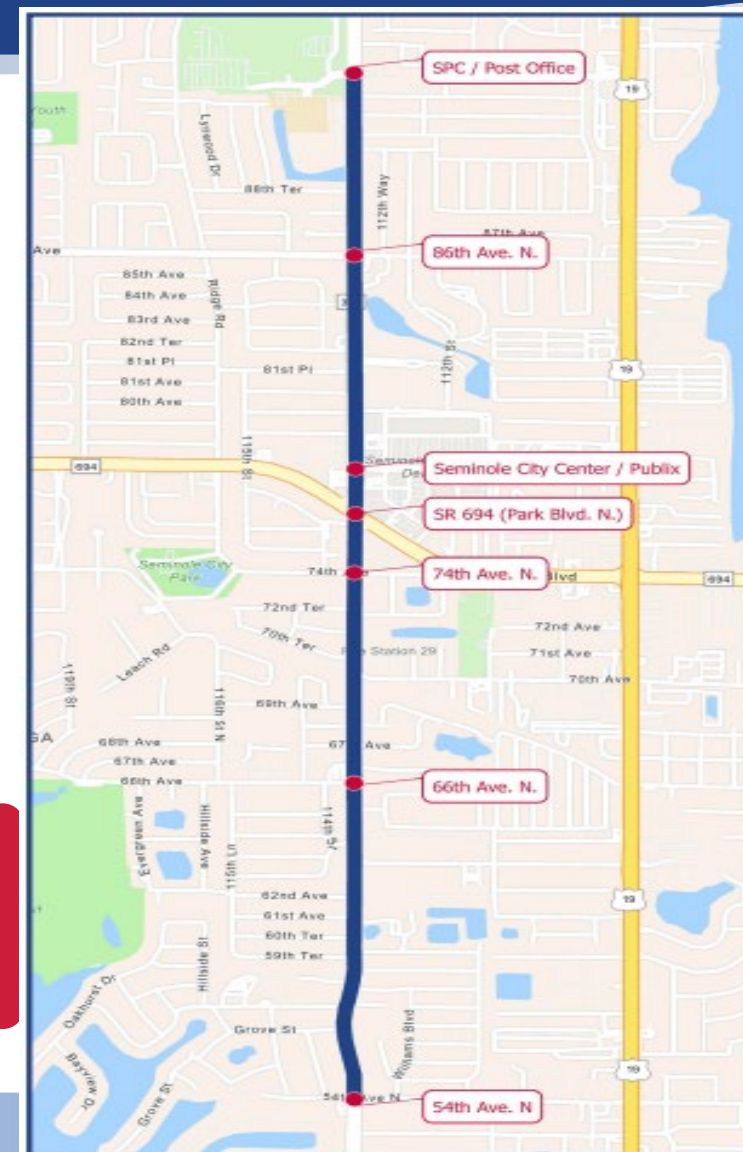 SPC / Post Office
19
Youth
Lynwood Dr
88th Ter
112th Way
87th Ave
Ave
86th Ave. N.
85th Ave
84th Ave
Ridge Rd
83rd Ave
82nd Ter
81st Pl
81st Pl
112th St
19
81st Ave
80th Ave
115th St
694
Seminole City Center / Publix
SR 694 (Park Blvd. N.)
Seminole City
Park
74th
74th Ave. N.
Blvd
694
72nd Ter
70th Ter
72nd Ave
Station 29
71st Ave
Leach Rd
70th Ave
119th St
116th St N
69th Ave
GA
68th Ave
Ave
67th Ave
66th Ave
66th Ave. N.
Evergreen Ave
Hillside Ave
114th St
115th Ln
62nd Ave
19
61st Ave
60th Ter
59th Ter
Hillside St
Oakhurst Dr
Grove St
Williams Blvd
Bayview Dr
Grove St
19
Ave N
54th Ave. N